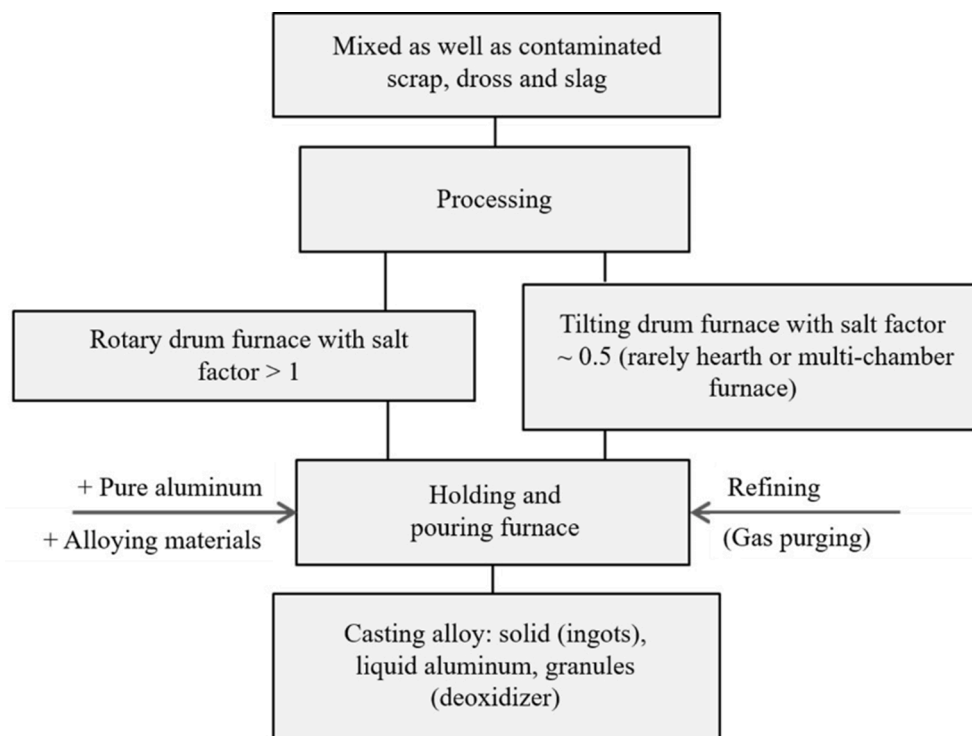 Mixed as well as contaminated
scrap, dross and slag
Processing
Rotary drum furnace with salt
factor > 1
Tilting drum furnace with salt factor
~ 0.5 (rarely hearth or multi-chamber
furnace)
+ Pure aluminum
+ Alloying materials
Holding and
pouring furnace
Refining
(Gas purging)
Casting alloy: solid (ingots),
liquid aluminum, granules
(deoxidizer)